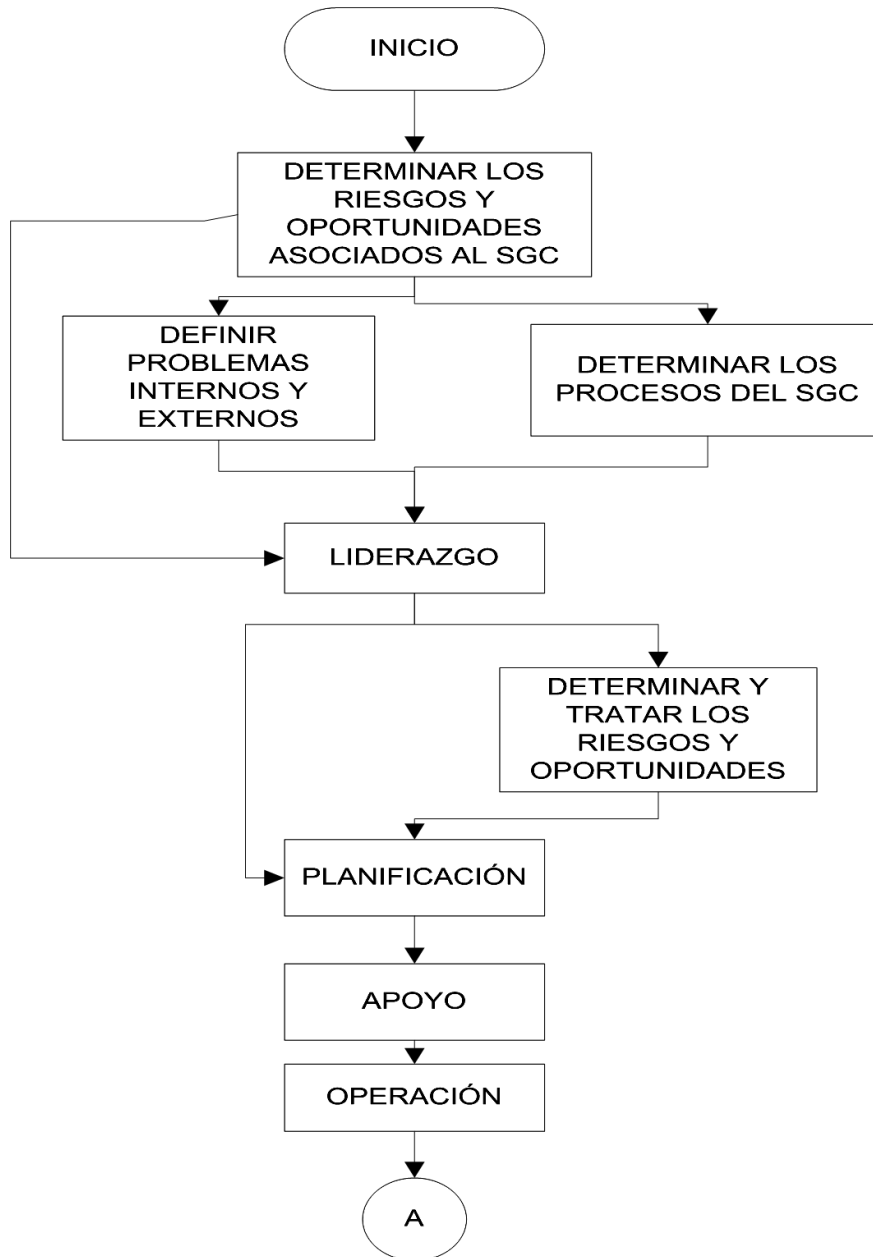 INICIO
DETERMINAR LOS
RIESGOS Y
OPORTUNIDADES
ASOCIADOS AL SGC
DEFINIR
PROBLEMAS
INTERNOS Y
EXTERNOS
DETERMINAR LOS
PROCESOS DEL SGC
LIDERAZGO
DETERMINAR Y
TRATAR LOS
RIESGOS Y
OPORTUNIDADES
PLANIFICACIÓN
APOYO
OPERACIÓN
A